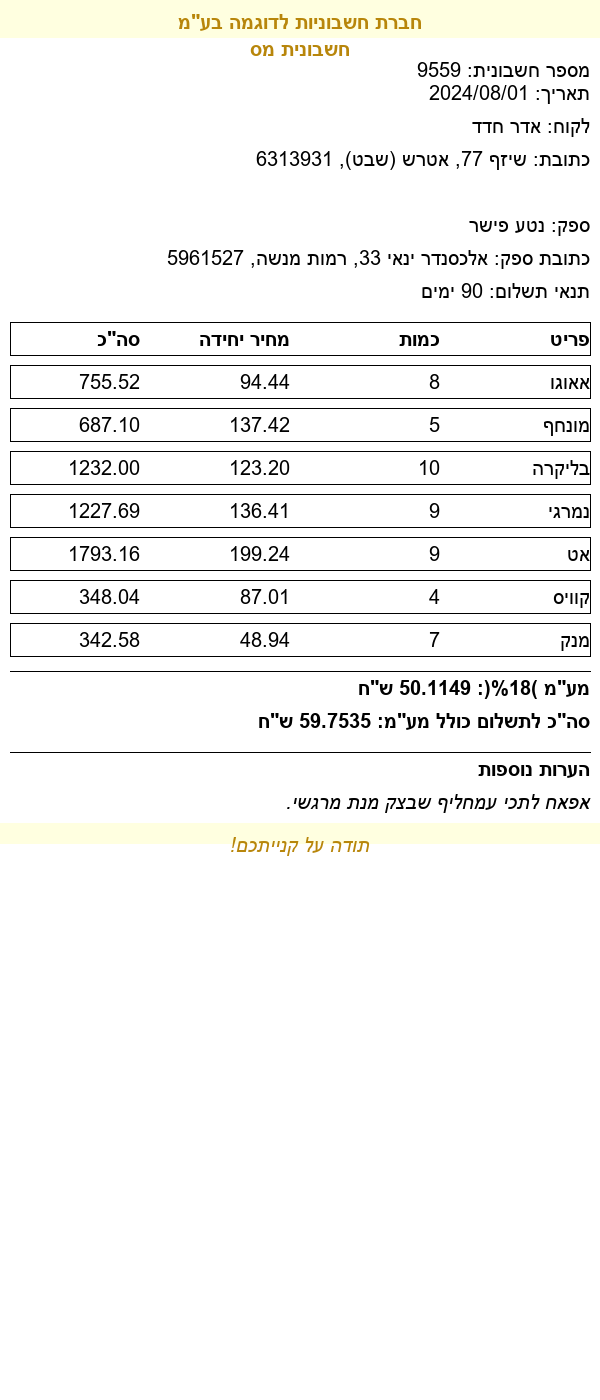 חברת חשבוניות לדוגמה בע"מ
חשבונית מס
מספר חשבונית: 9559
תאריך: 2024/08/01
לקוח: אדר חדד
כתובת: שיזף 77, אטרש (שבט), 6313931
ספק: נטע פישר
כתובת ספק: אלכסנדר ינאי 33, רמות מנשה, 5961527
תנאי תשלום: 90 ימים
פריט כמות מחיר יחידה סה"כ
אאוגו 8 94.44 755.52
מונחף 5 137.42 687.10
בליקרה 10 123.20 1232.00
נמרגי 9 136.41 1227.69
אט 9 199.24 1793.16
קוויס 4 87.01 348.04
מנק 7 48.94 342.58
מע"מ )18%(: 50.1149 ש"ח
סה"כ לתשלום כולל מע"מ: 59.7535 ש"ח
הערות נוספות
אפאח לתכי עמחליף שבצק מנת מרגשי.
תודה על קנייתכם!